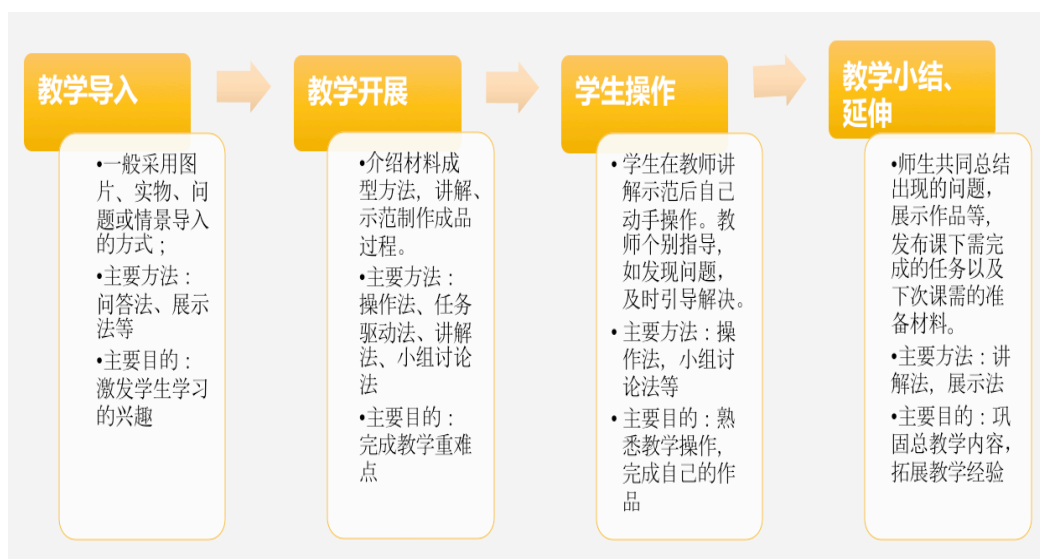 教学导入
•一般采用图
片、实物、问
题或情景导入
的方式；
•主要方法：
问答法、展示
法等
•主要目的：
激发学生学习
的兴趣
教学开展
•介绍材料成
型方法，讲解、
示范制作成品
过程。
•主要方法：
操作法、任务
驱动法、讲解
法、小组讨论
法
•主要目的：
完成教学重难
点
学生操作
•学生在教师讲
解示范后自己
动手操作。教
师个别指导，
如发现问题，
及时引导解决。
•主要方法：操
作法，小组讨
论法等
•主要目的：熟
悉教学操作，
完成自己的作
品
教学小结、
延伸
•师生共同总结
出现的问题，
展示作品等，
发布课下需完
成的任务以及
下次课需的准
备材料。
•主要方法：讲
解法，展示法
•主要目的：巩
固总教学内容，
拓展教学经验